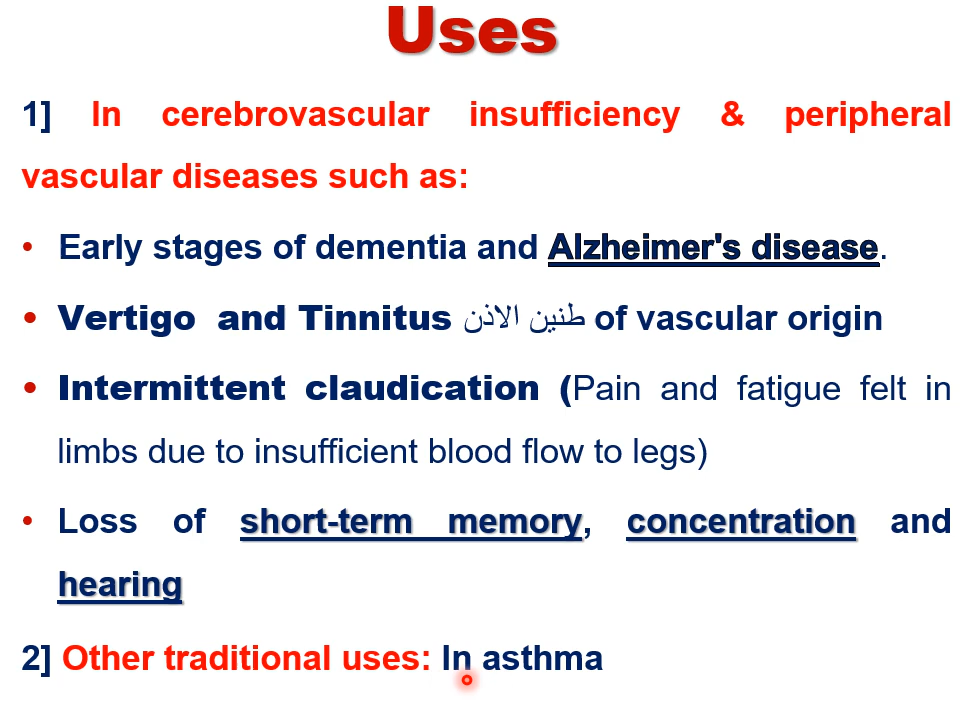 Uses
1] In cerebrovascular insufficiency & peripheral
vascular diseases such as:
• Early stages of dementia and Alzheimer's disease.
• Vertigo and Tinnitus طنين الاذن of vascular origin
• Intermittent claudication (Pain and fatigue felt in
limbs due to insufficient blood flow to legs)
• Loss of short-term memory, concentration and
hearing
2] Other traditional uses: In asthma